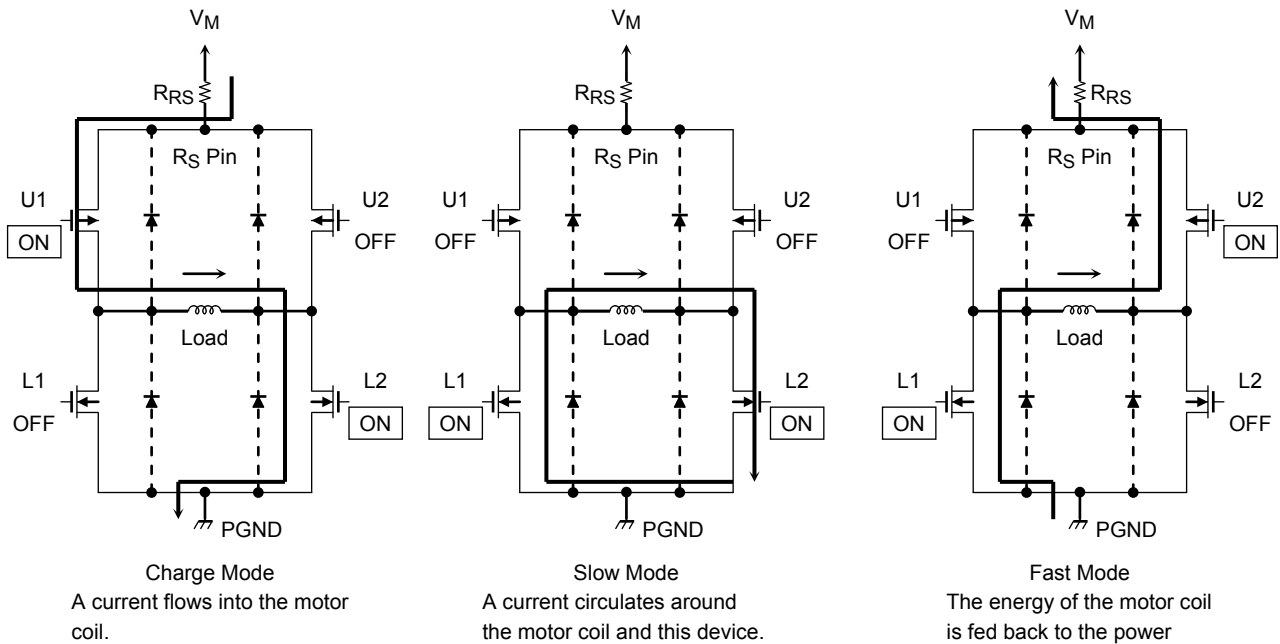 VM
VM
VM
RRS
RRS
RRS
RS Pin
RS Pin
RS Pin
U1
U2
U1
U2
U1
U2
ON
OFF
OFF
OFF
OFF
ON
Load
Load
Load
L1
L2
L1
L2
L1
L2
OFF
ON
ON
ON
ON
OFF
PGND
PGND
PGND
Charge Mode
A current flows into the motor
coil.
Slow Mode
A current circulates around
the motor coil and this device.
Fast Mode
The energy of the motor coil
is fed back to the power